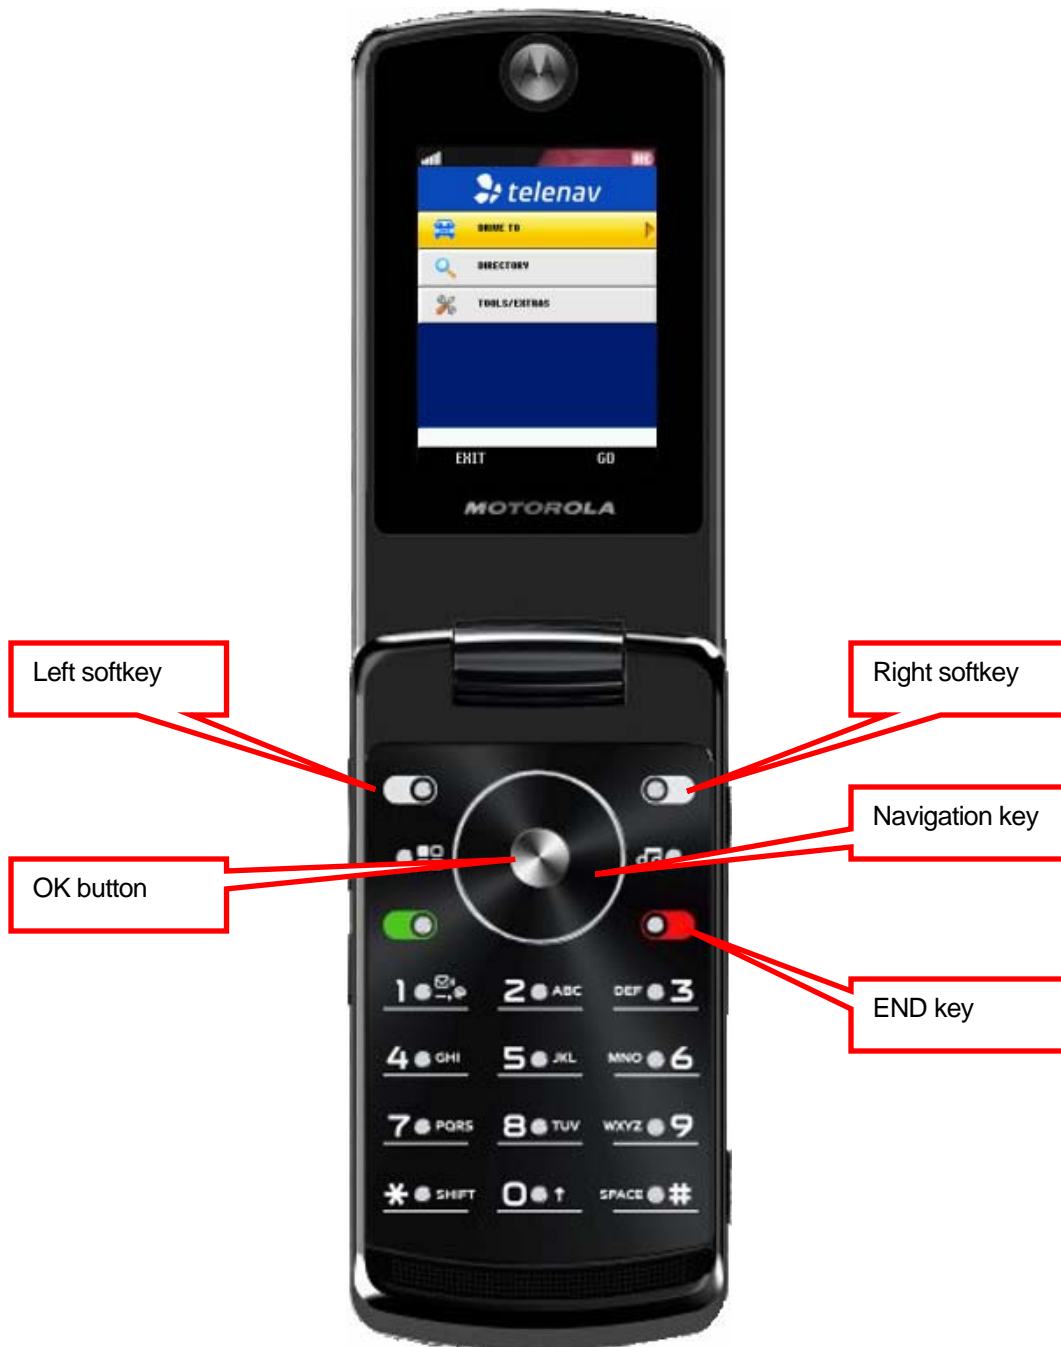 telenav
DRIVE TO
DIRECTORY
TOOLS/EXTRAS
EXIT GO
MOTOROLA
Left softkey
Right softkey
Navigation key
OK button
END key
1 2 ABC DEF 3
4 GHI 5 JKL MNO 6
7 PQRS 8 TUV WXYZ 9
* SHIFT 0 ↑ SPACE #